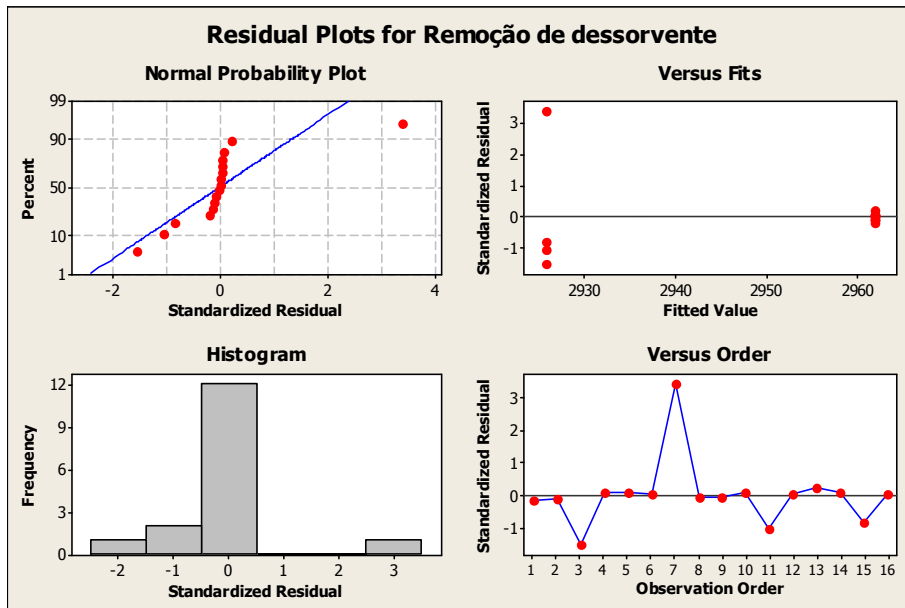 Residual Plots for Remoção de dessorvente
Normal Probability Plot
99
90
50
10
1
Percent
-2 0 2 4
Standardized Residual
Versus Fits
3
2
1
0
-1
Standardized Residual
2930 2940 2950 2960
Fitted Value
Histogram
12
9
6
3
0
Frequency
-2 -1 0 1 2 3
Standardized Residual
Versus Order
3
2
1
0
-1
Standardized Residual
1 2 3 4 5 6 7 8 9 10 11 12 13 14 15 16
Observation Order